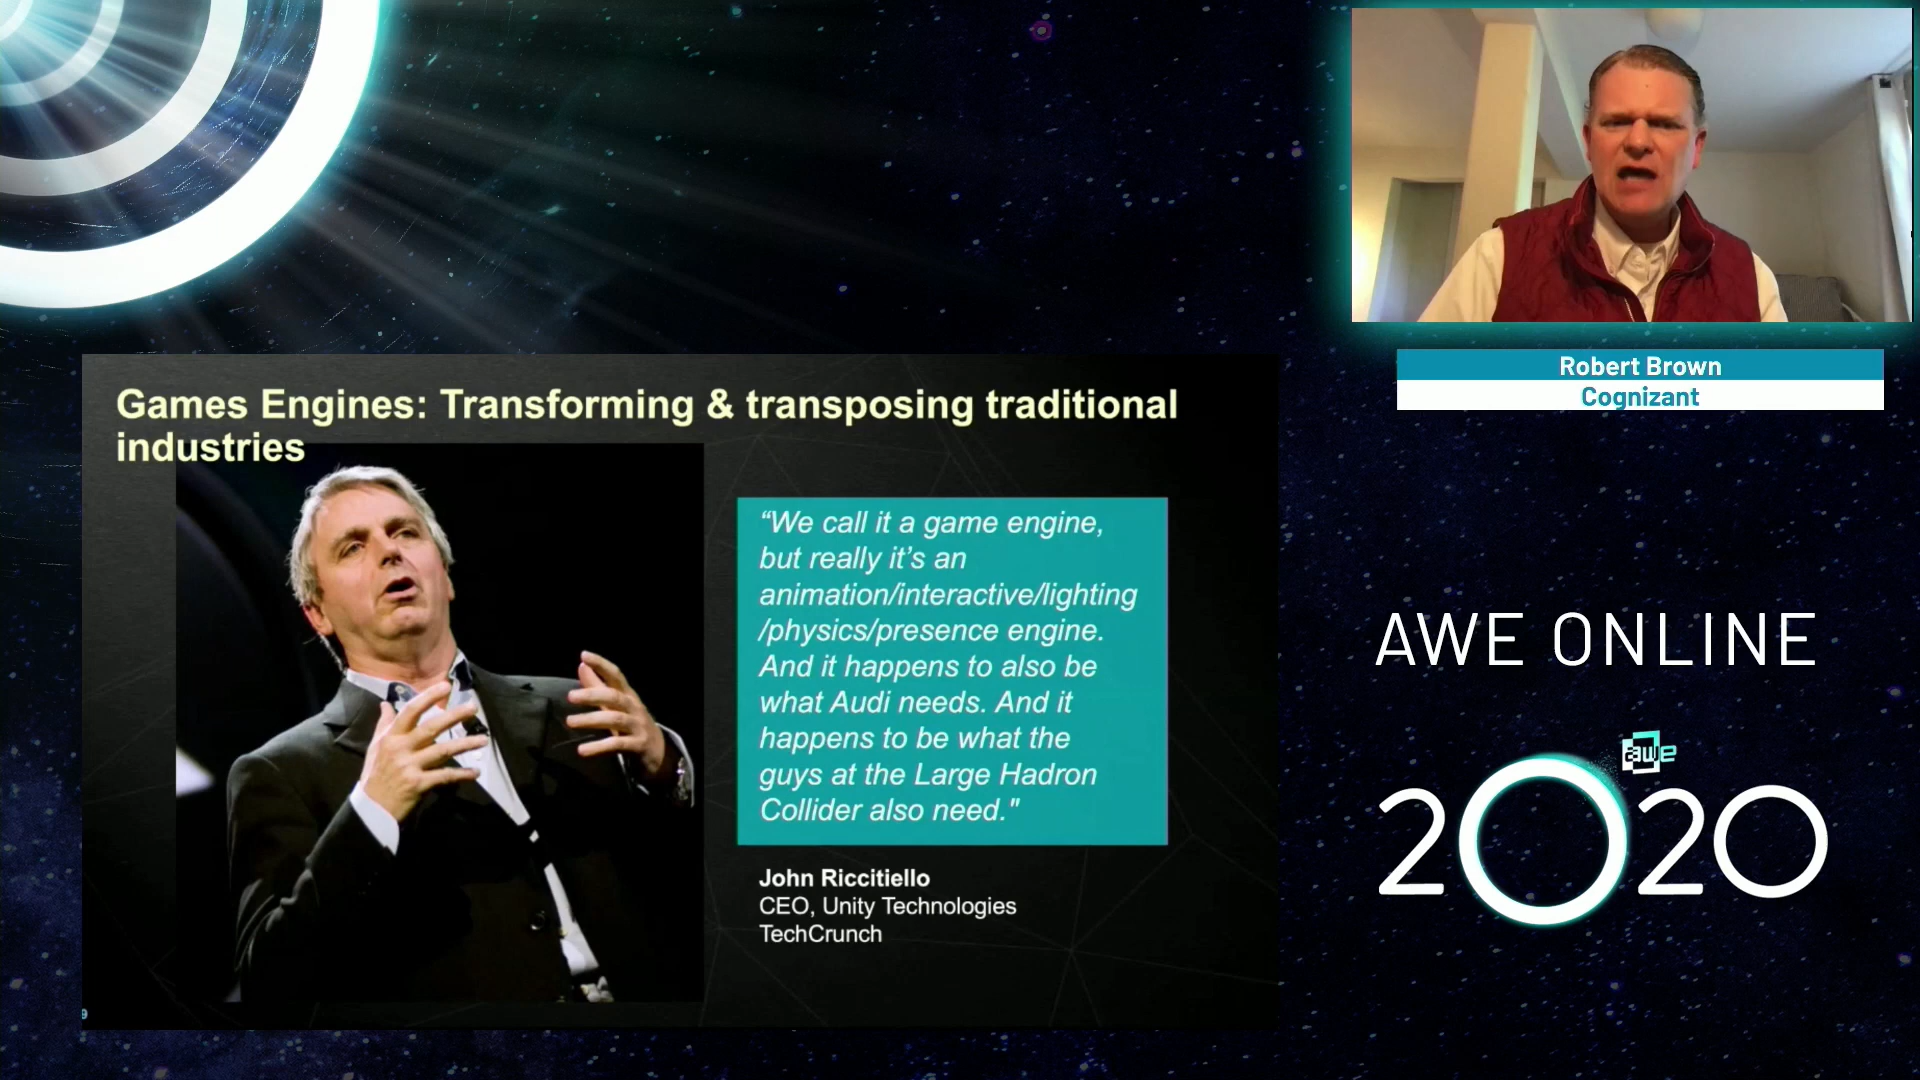 Robert Brown
Cognizant
Games Engines: Transforming & transposing traditional
industries
“We call it a game engine,
but really it’s an
animation/interactive/lighting
/physics/presence engine.
And it happens to also be
what Audi needs. And it
happens to be what the
guys at the Large Hadron
Collider also need."
John Riccitiello
CEO, Unity Technologies
TechCrunch
9
AWE ONLINE
awe
2020